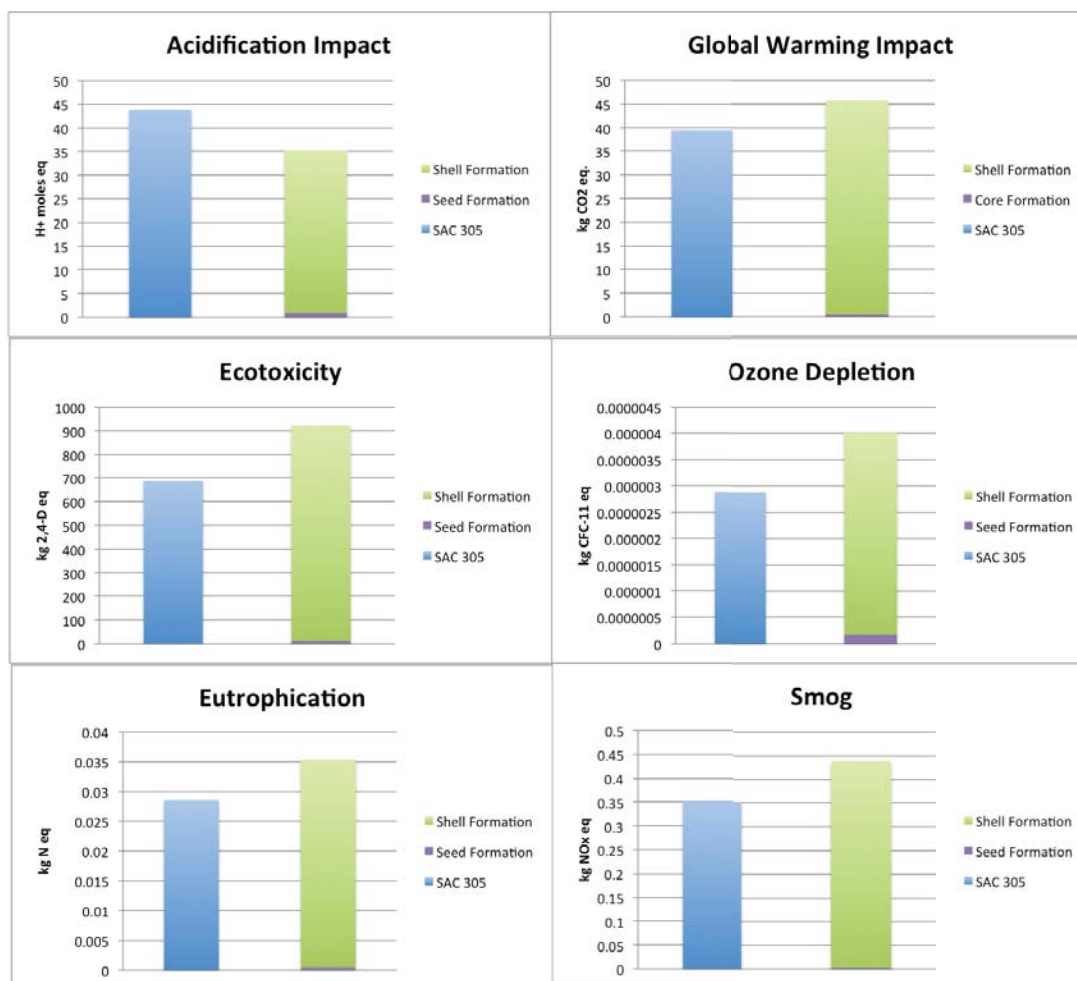 Acidification Impact
H+ moles eq
50
45
40
35
30
25
20
15
10
5
0
Shell Formation
Seed Formation
SAC 305
Global Warming Impact
kg CO2 eq.
50
45
40
35
30
25
20
15
10
5
0
Shell Formation
Core Formation
SAC 305
Ecotoxicity
kg 2,4-D eq
1000
900
800
700
600
500
400
300
200
100
0
Shell Formation
Seed Formation
SAC 305
Ozone Depletion
kg CFC-11 eq
0.0000045
0.000004
0.0000035
0.000003
0.0000025
0.000002
0.0000015
0.000001
0.0000005
0
Shell Formation
Seed Formation
SAC 305
Eutrophication
kg N eq
0.04
0.035
0.03
0.025
0.02
0.015
0.01
0.005
0
Shell Formation
Seed Formation
SAC 305
Smog
kg NOx eq
0.5
0.45
0.4
0.35
0.3
0.25
0.2
0.15
0.1
0.05
0
Shell Formation
Seed Formation
SAC 305